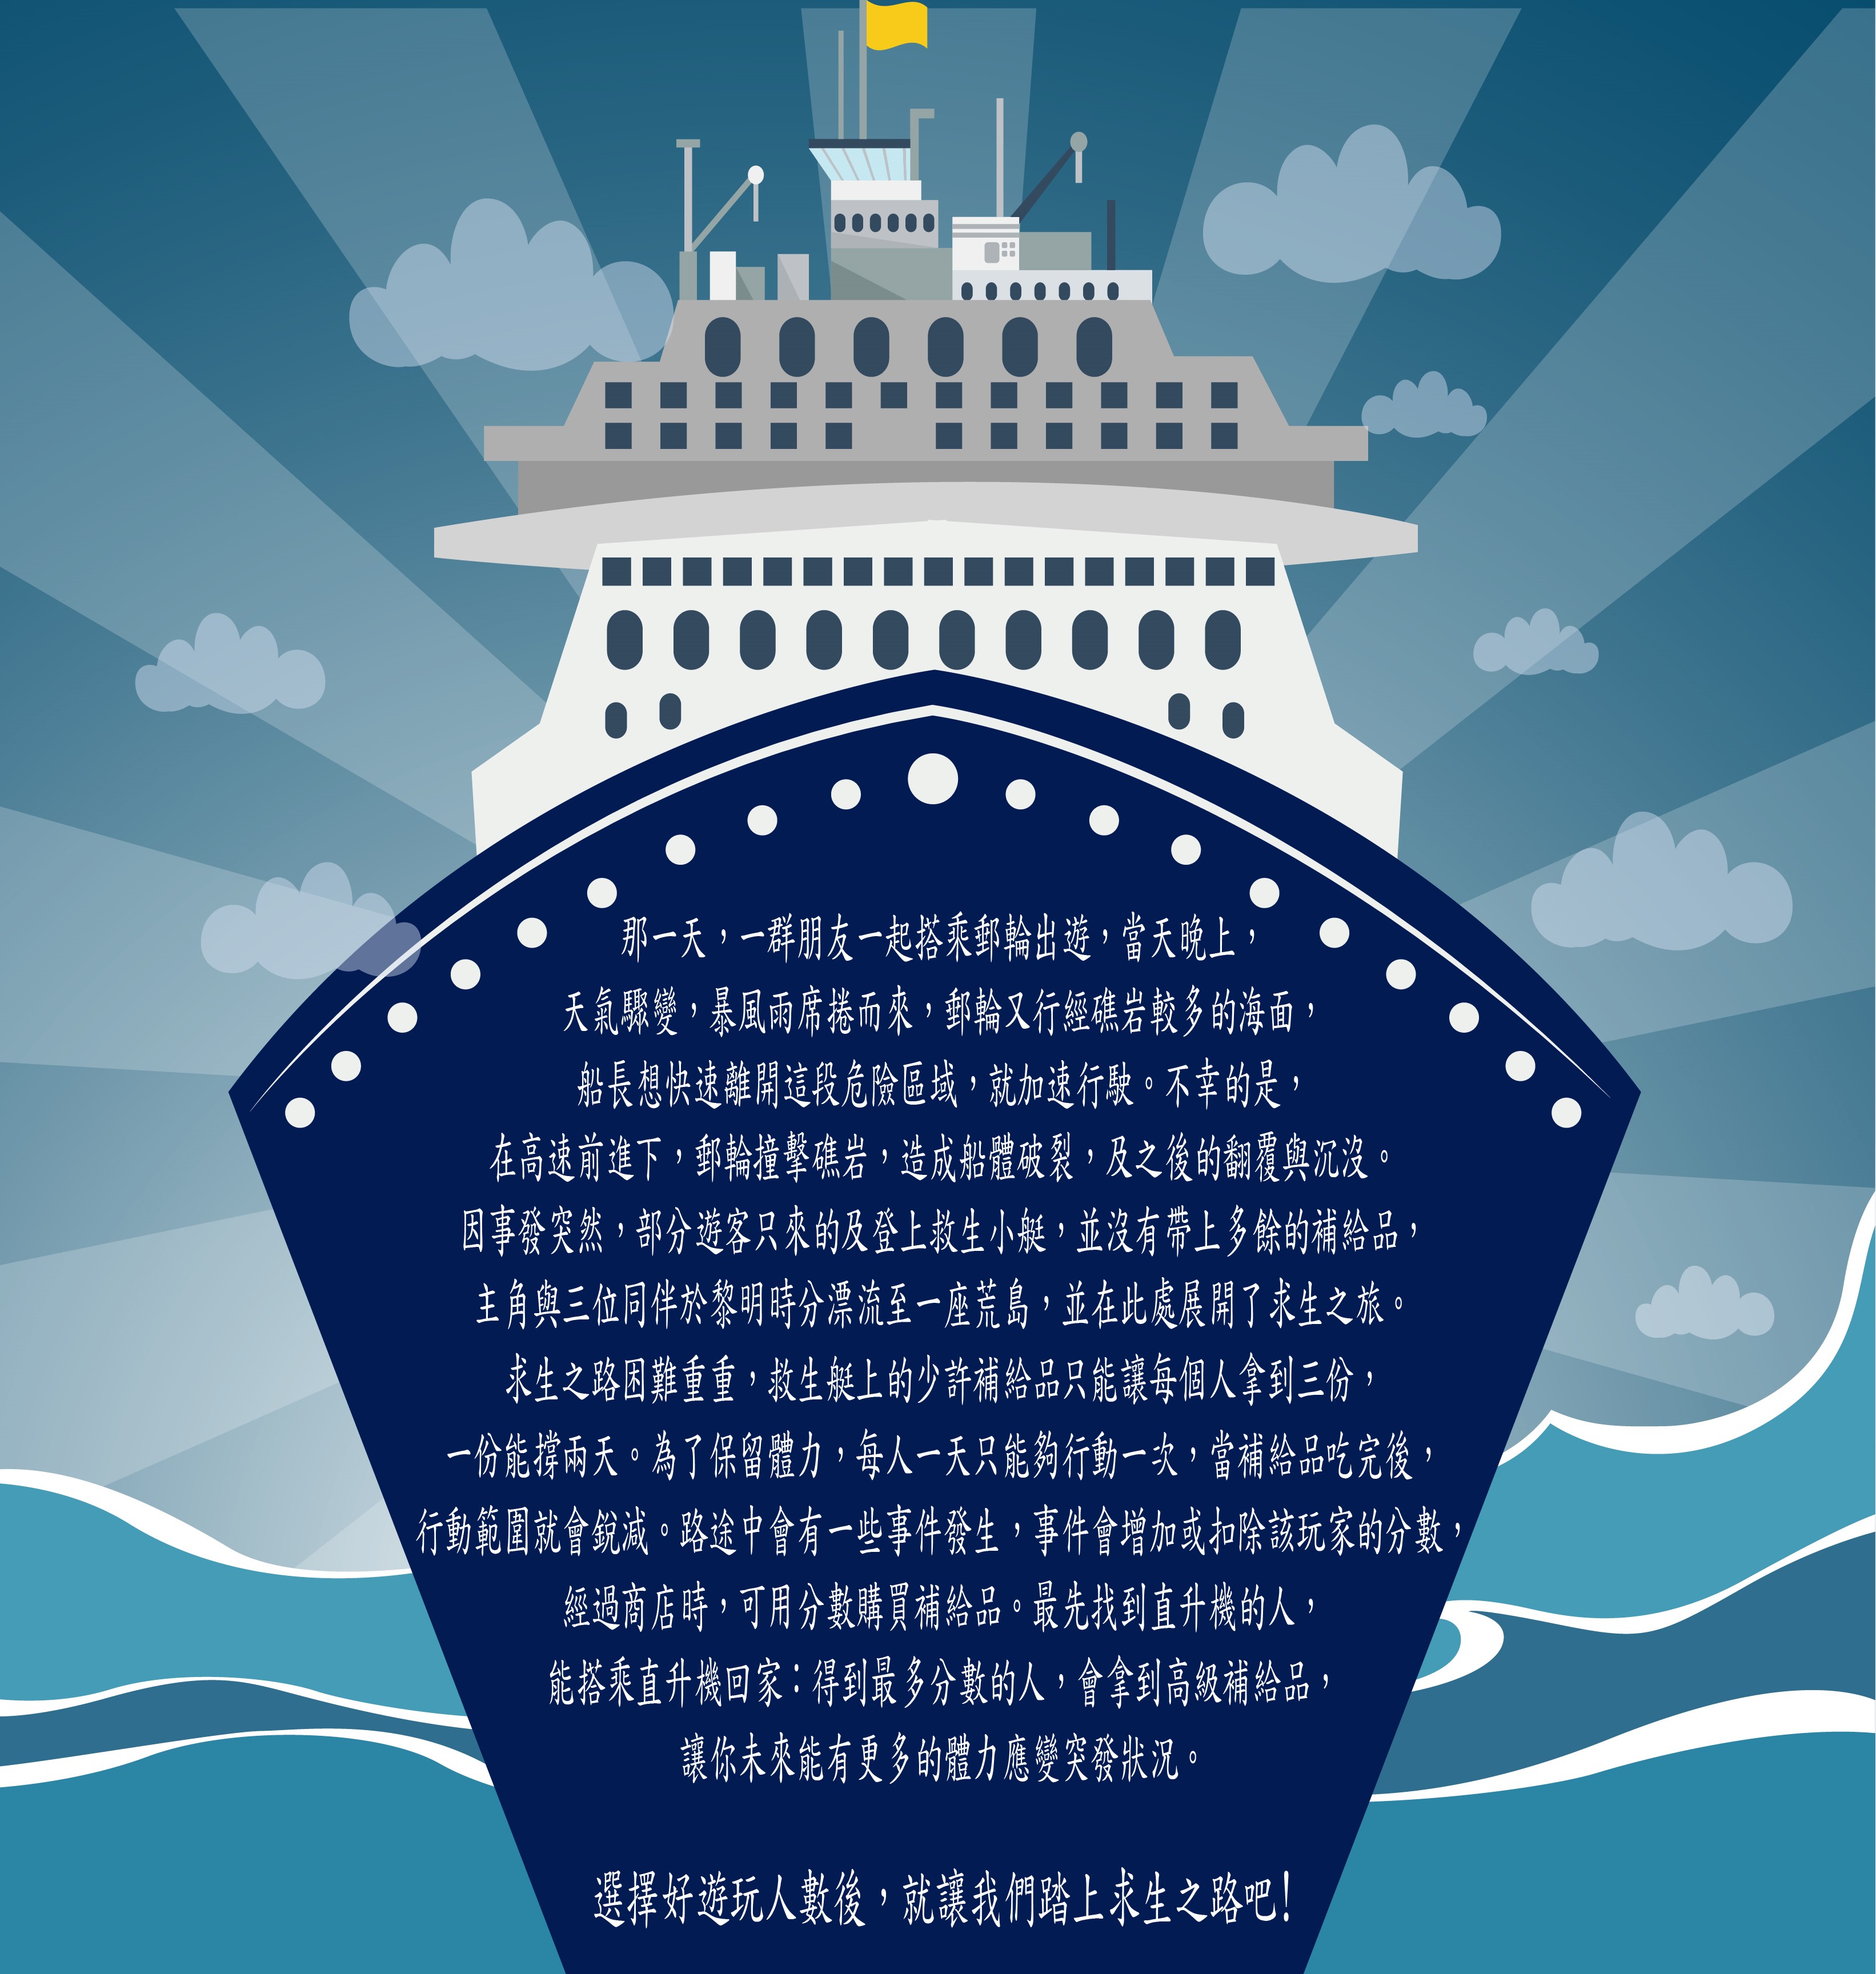 那一天，一群朋友一起搭乘郵輪出遊，當天晚上，
天氣驟變，暴風雨席捲而來，郵輪又行經礁岩較多的海面，
船長想快速離開這段危險區域，就加速行駛。不幸的是，
在高速前進下，郵輪撞擊礁岩，造成船體破裂，及之後的翻覆與沉沒。
因事發突然，部分遊客只來的及登上救生小艇，並沒有帶上多餘的補給品，
主角與三位同伴於黎明時分漂流至一座荒島，並在此處展開了求生之旅。
求生之路困難重重，救生艇上的少許補給品只能讓每個人拿到三份，
一份能撐兩天。為了保留體力，每人一天只能夠行動一次，當補給品吃完後，
行動範圍就會銳減。路途中會有一些事件發生，事件會增加或扣除該玩家的分數，
經過商店時，可用分數購買補給品。最先找到直升機的人，
能搭乘直升機回家：得到最多分數的人，會拿到高級補給品，
讓你未來能有更多的體力應變突發狀況。
選擇好遊玩人數後，就讓我們踏上求生之路吧！